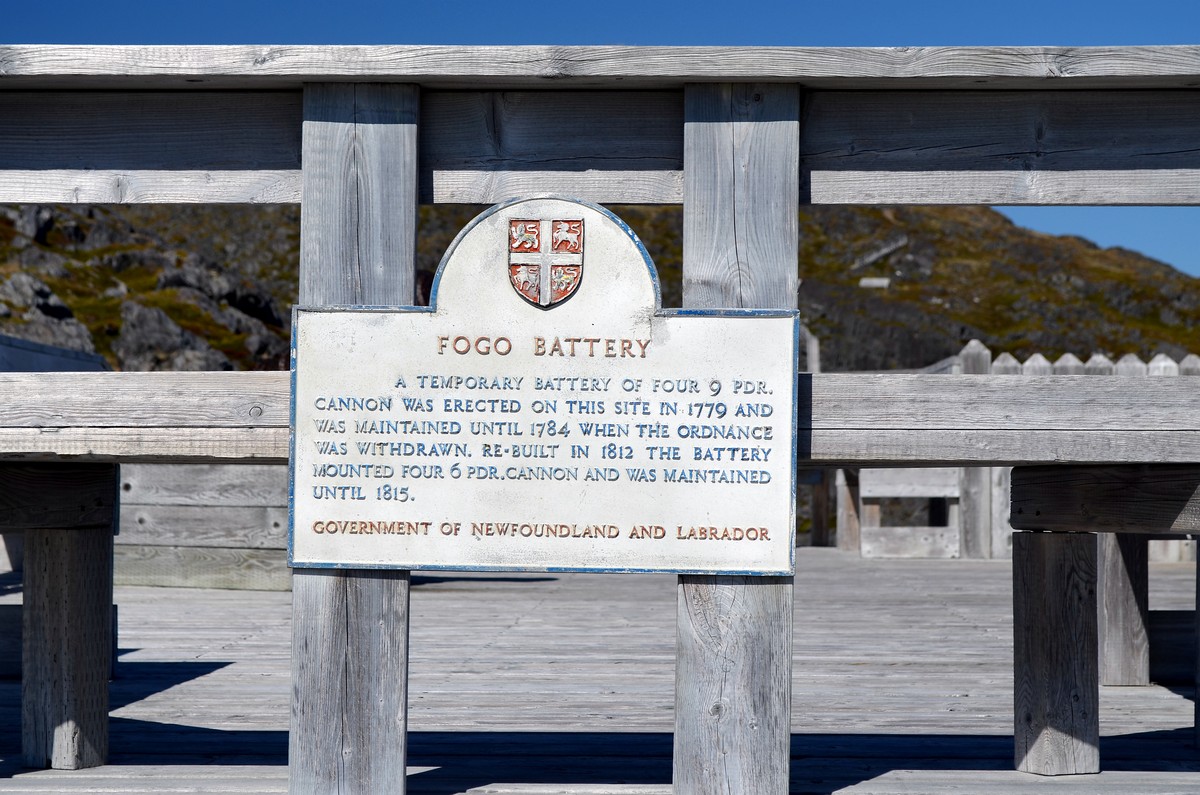 FOGO BATTERY
A TEMPORARY BATTERY OF FOUR 9 PDR.
CANNON WAS ERECTED ON THIS SITE IN 1779 AND
WAS MAINTAINED UNTIL 1784 WHEN THE ORDNANCE
WAS WITHDRAWN. RE-BUILT IN 1812 THE BATTERY
MOUNTED FOUR 6 PDR. CANNON AND WAS MAINTAINED
UNTIL 1815.
GOVERNMENT OF NEWFOUNDLAND AND LABRADOR